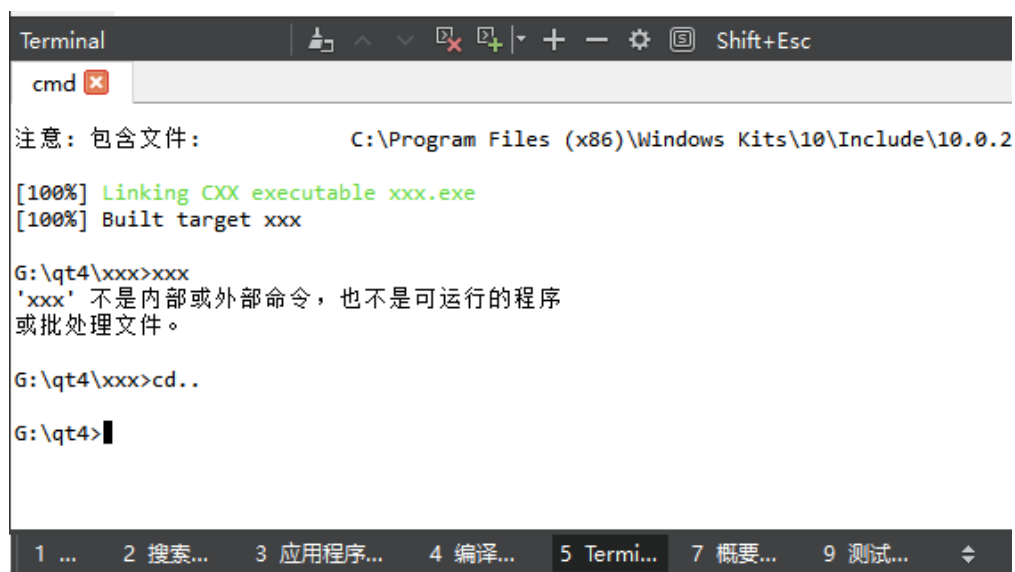 Terminal Shift+Esc
cmd
注意: 包含文件: C:\Program Files (x86)\Windows Kits\10\Include\10.0.2
[100%] Linking CXX executable xxx.exe
[100%] Built target xxx
G:\qt4\xxx>xxx
'xxx' 不是内部或外部命令，也不是可运行的程序
或批处理文件。
G:\qt4\xxx>cd..
G:\qt4>
1 ... 2 搜索... 3 应用程序... 4 编译... 5 Termi... 7 概要... 9 测试...